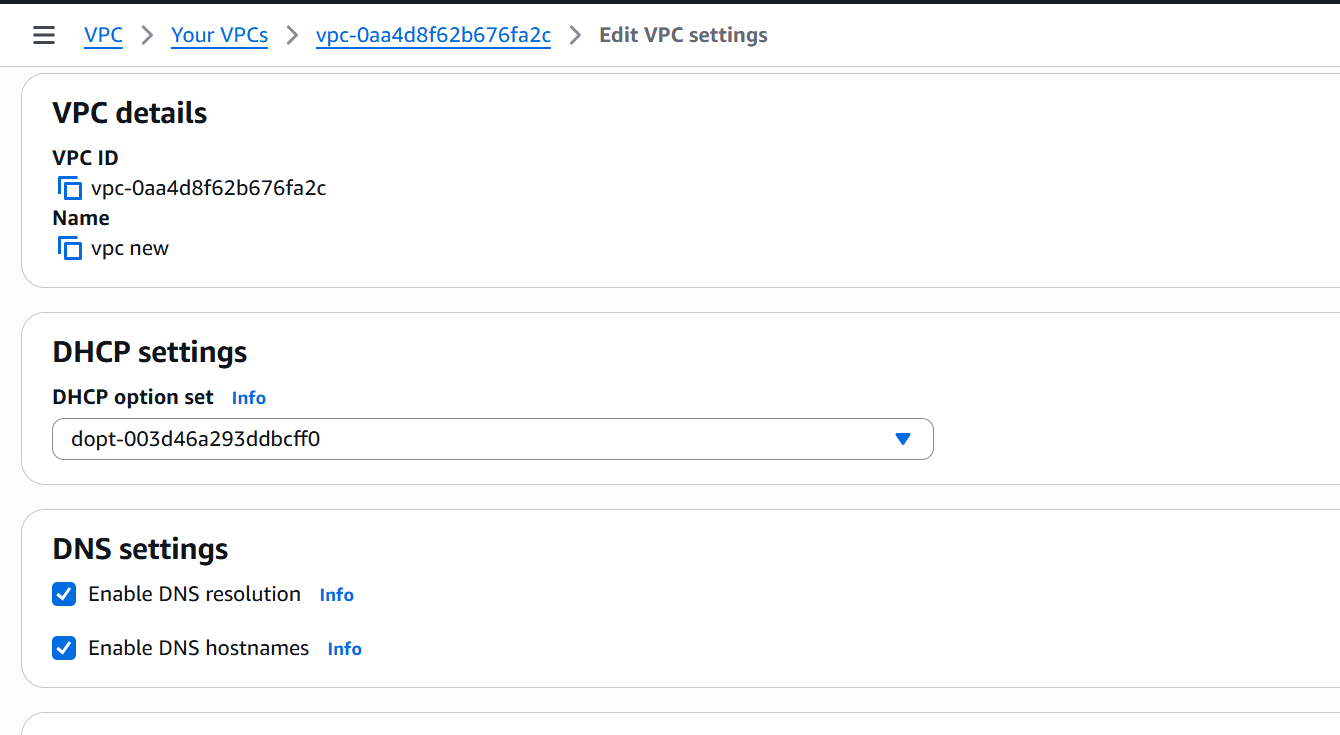 VPC > Your VPCs > vpc-0aa4d8f62b676fa2c > Edit VPC settings
VPC details
VPC ID
vpc-0aa4d8f62b676fa2c
Name
vpc new
DHCP settings
DHCP option set Info
dopt-003d46a293ddbcff0
DNS settings
Enable DNS resolution Info
Enable DNS hostnames Info